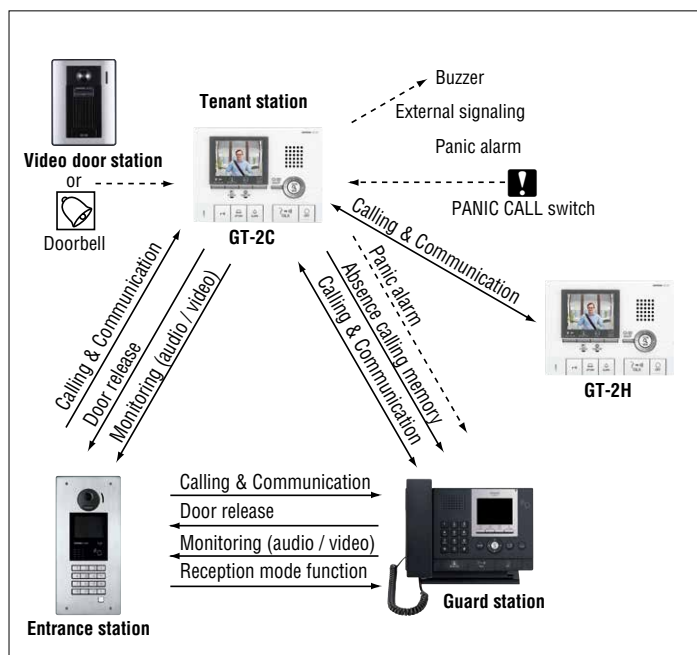 Tenant station
Buzzer
External signaling
Panic alarm
PANIC CALL switch
Video door station
or
Doorbell
GT-2C
Calling & Communication
GT-2H
Calling & Communication
Door release
Monitoring (audio / video)
Panic alarm
Absence calling memory
Calling & Communication
Calling & Communication
Door release
Monitoring (audio / video)
Reception mode function
Entrance station
Guard station